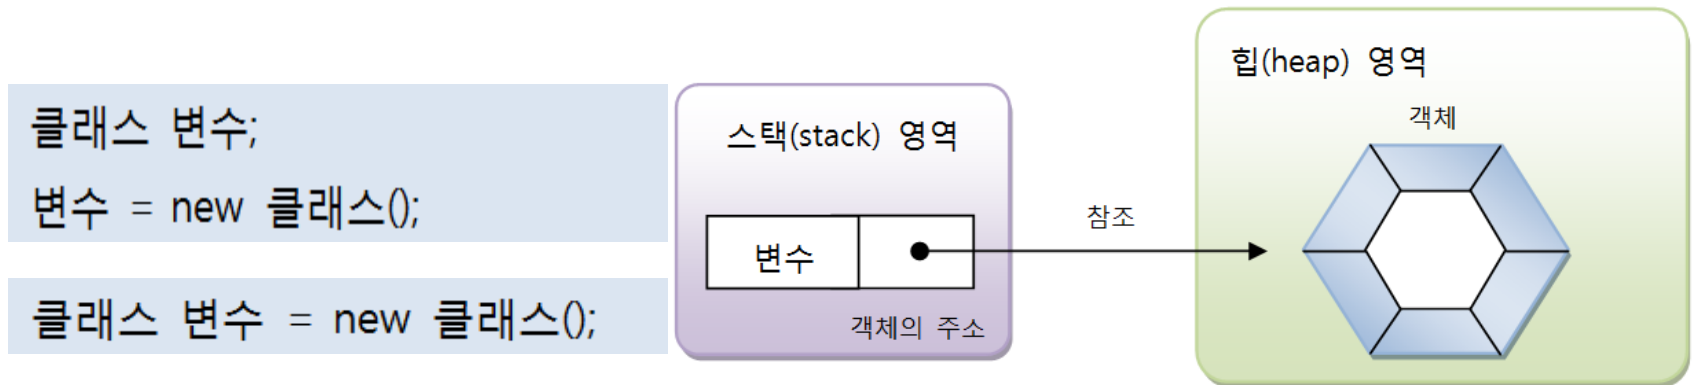 클래스 변수;
변수 = new 클래스();
클래스 변수 = new 클래스();
스택(stack) 영역
변수
객체의 주소
참조
힙(heap) 영역
객체